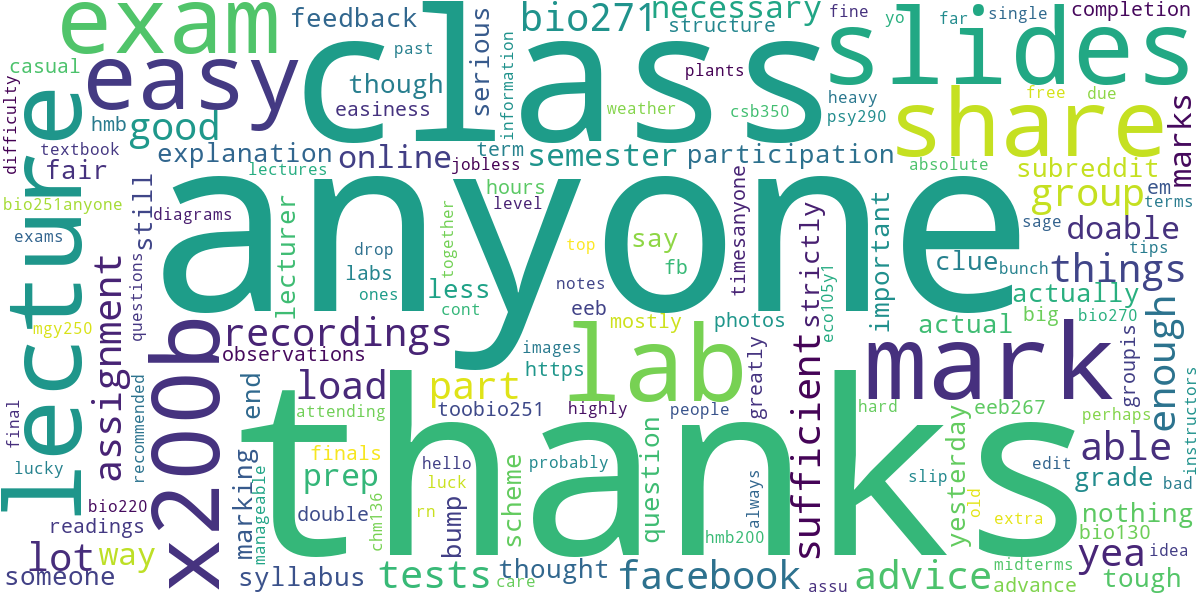 exam
class
anyone
thanks
slides
easy
share
lecture
x200b
mark
lab
feedback
bio271
necessary
structure
fine
yo
far
single
completion
casual
though
past
serious
information
plants
heavy
free
due
psy290
marks
difficulty
hmb
good
easiness
weather
csb350
textbook
fair
explanation
online
jobless
term
semester
participation
absolute
subreddit
lectures
hours
level
group
em
terms
bio251anyone
diagrams
still
lecturer
together
timesanyone
strictly
important
sage
doable
exams
drop
say
top
clue
tips
labs
fb
bunch
things
ones
less
notes
cont
eeb
eco105y1
actually
questions
mgy250
recordings
mostly
photos
actual
big
bio270
observations
images
https
assignment
load
part
sufficient
enough
groupis
instructors
final
recommended
end
attending
toobio251
highly
people
greatly
hard
eeb267
perhaps
able
lucky
marking
finals
hello
probably
question
yesterday
edit
bad
prep
scheme
luck
slip
grade
bio220
manageable
double
chm136
rn
bump
always
old
extra
nothing
readings
hmb200
bio130
lot
way
yea
idea
someone
syllabus
tests
care
thought
facebook
assu
advice
midterms
advance
tough